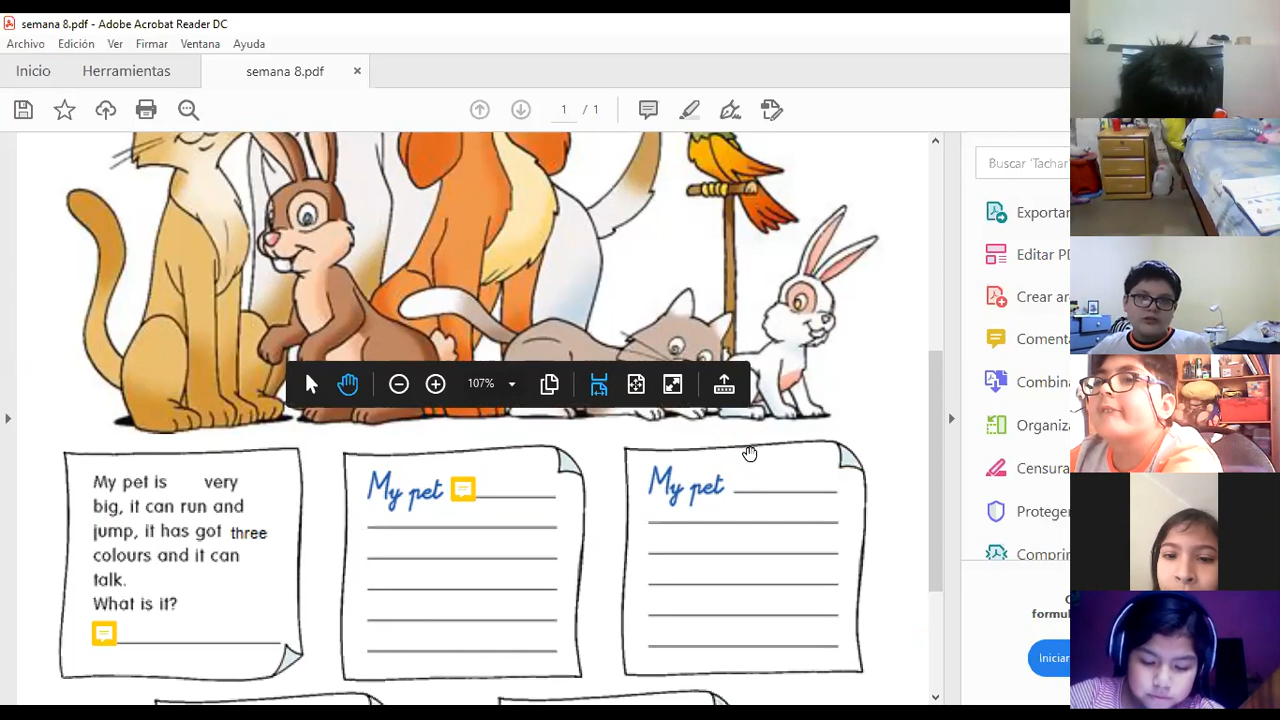 semana 8.pdf - Adobe Acrobat Reader DC
Archivo Edición Ver Firmar Ventana Ayuda
Inicio Herramientas semana 8.pdf ×
1 / 1
Buscar 'Tachar
Exportar
Editar PD
Crear ar
Comenta
Combina
Organiza
Censura
Proteger
Comprir
107%
My pet is very
big, it can run and
jump, it has got three
colours and it can
talk.
What is it?
My pet
My pet
formul
Iniciar